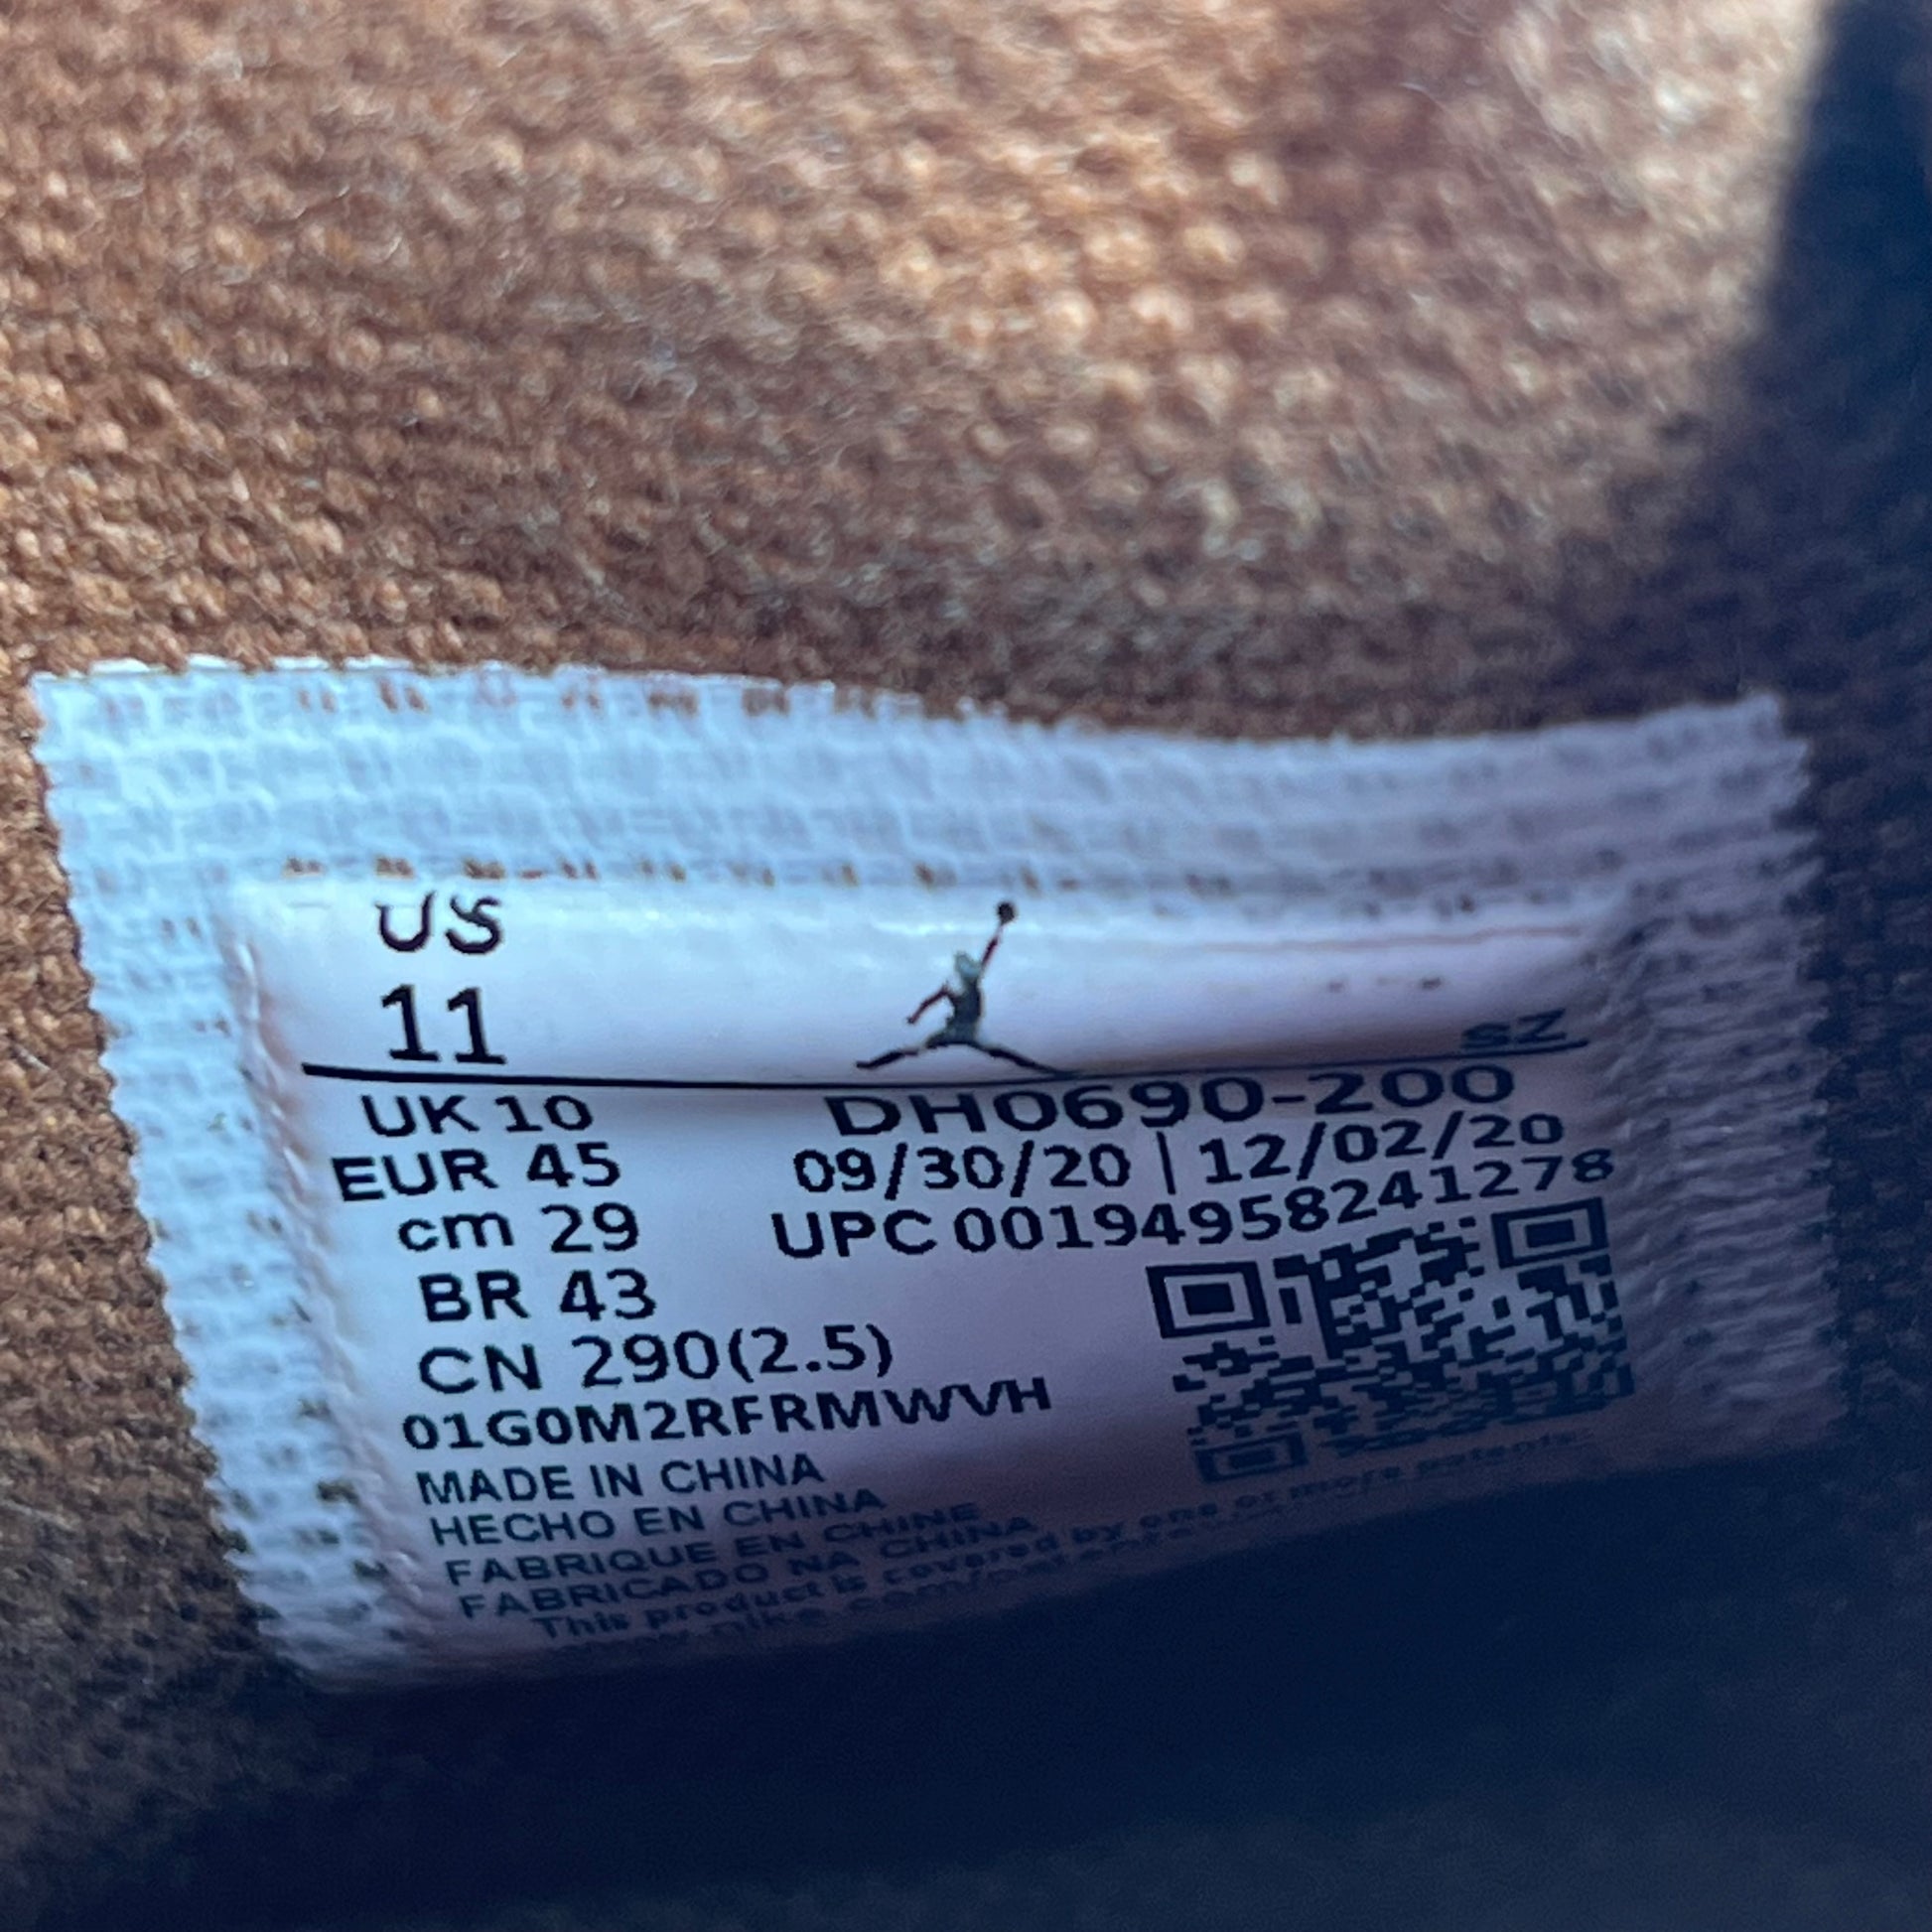 US
11
SZ
UK 10
DH0690-200
EUR 45
09/30/20 | 12/02/20
cm 29
UPC 00194958241278
BR 43
CN 290(2.5)
01G0M2RFRMWVH
MADE IN CHINA
HECHO EN CHINA
FABRIQUE EN CHINE
FABRICADO NA CHINA
This product is covered by one or more patents: